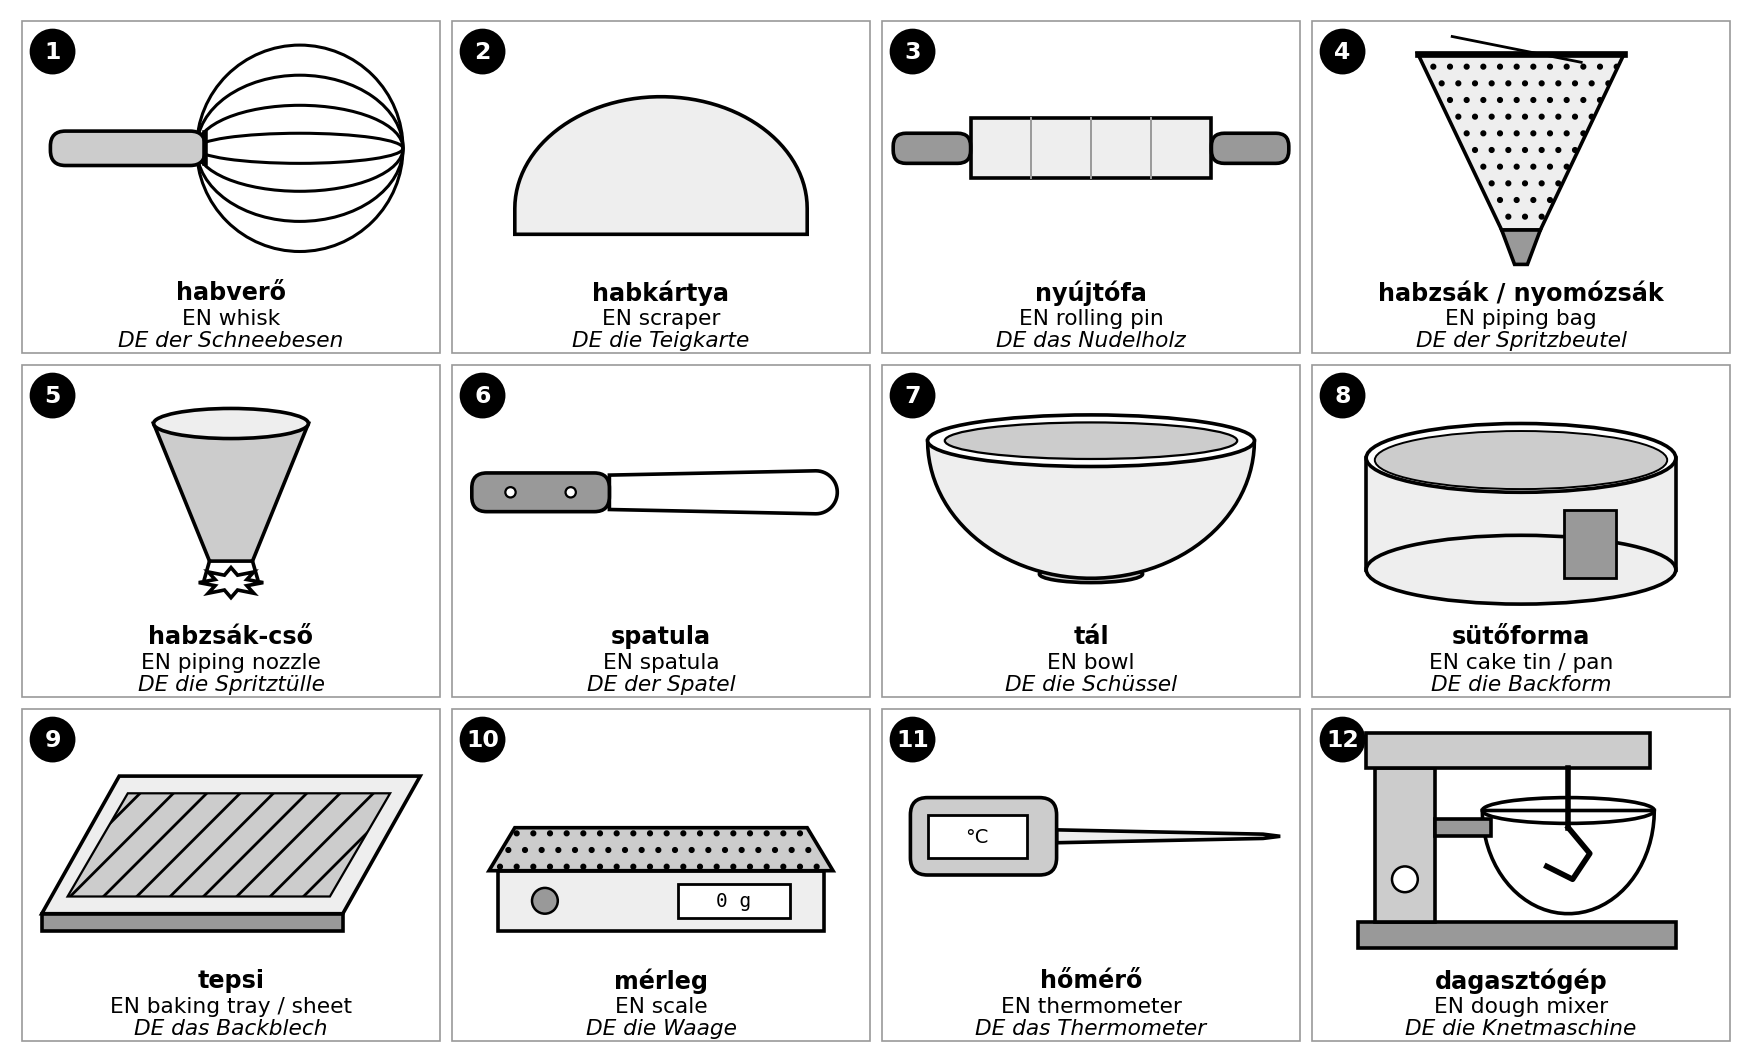 1
habverő
EN whisk
DE der Schneebesen
2
habkártya
EN scraper
DE die Teigkarte
3
nyújtófa
EN rolling pin
DE das Nudelholz
4
habzsák / nyomózsák
EN piping bag
DE der Spritzbeutel
5
habzsák-cső
EN piping nozzle
DE die Spritztülle
6
spatula
EN spatula
DE der Spatel
7
tál
EN bowl
DE die Schüssel
8
sütőforma
EN cake tin / pan
DE die Backform
9
tepsi
EN baking tray / sheet
DE das Backblech
10
0 g
mérleg
EN scale
DE die Waage
11
°C
hőmérő
EN thermometer
DE das Thermometer
12
dagasztógép
EN dough mixer
DE die Knetmaschine